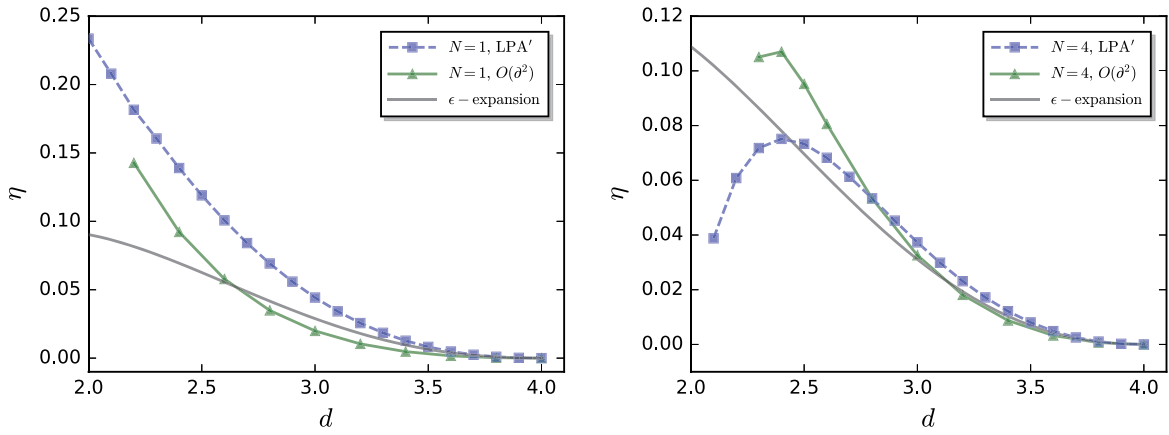 0.25
0.20
0.15
0.10
0.05
0.00
η
2.0 2.5 3.0 3.5 4.0
d
N = 1, LPA′
N = 1, O(∂²)
ϵ − expansion
0.12
0.10
0.08
0.06
0.04
0.02
0.00
η
2.0 2.5 3.0 3.5 4.0
d
N = 4, LPA′
N = 4, O(∂²)
ϵ − expansion